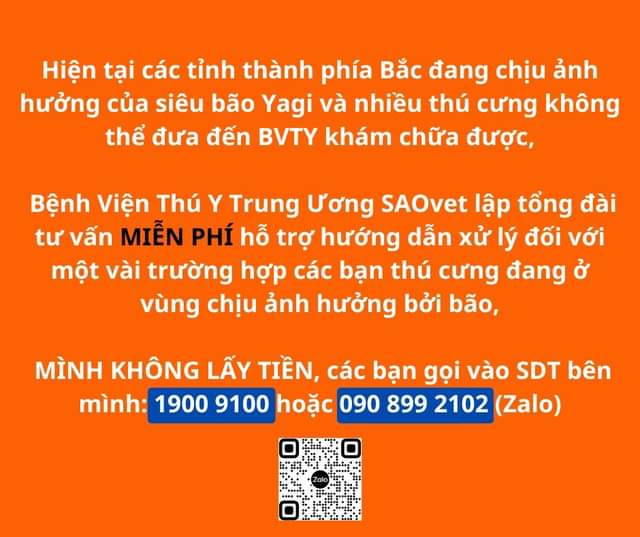 Hiện tại các tỉnh thành phía Bắc đang chịu ảnh
hưởng của siêu bão Yagi và nhiều thú cưng không
thể đưa đến BVTY khám chữa được,
Bệnh Viện Thú Y Trung Ương SAOvet lập tổng đài
tư vấn MIỄN PHÍ hỗ trợ hướng dẫn xử lý đối với
một vài trường hợp các bạn thú cưng đang ở
vùng chịu ảnh hưởng bởi bão,
MÌNH KHÔNG LẤY TIỀN, các bạn gọi vào SDT bên
mình: 1900 9100 hoặc 090 899 2102 (Zalo)
Zalo